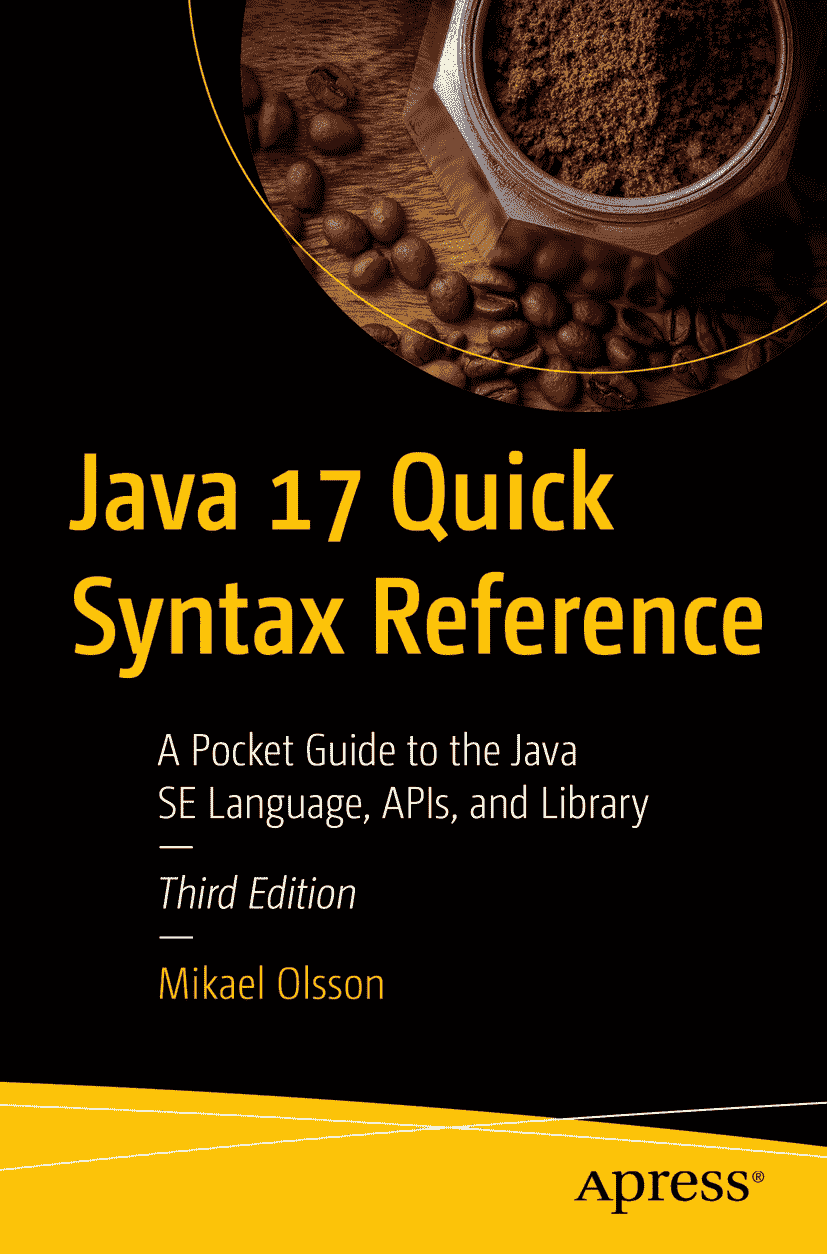 Java 17 Quick
Syntax Reference
A Pocket Guide to the Java
SE Language, APIs, and Library
—
Third Edition
—
Mikael Olsson
Apress®